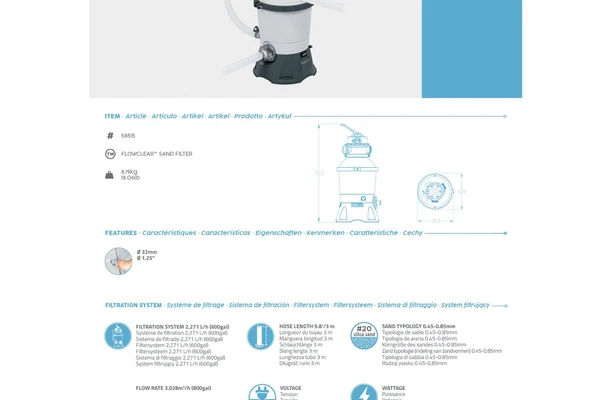 ITEM · Article · Artículo · Artikel · Artikel · Prodotto · Artykul
# 58515
TM FLOWCLEAR™ SAND FILTER
8.19kg
18.06lb
FEATURES · Caractéristiques · Características · Eigenschaften · Kenmerken · Caratteristiche · Cechy
Ø 32mm
Ø 1.25"
FILTRATION SYSTEM · Système de filtrage · Sistema de filtración · Filtersystem · Filtersysteem · Sistema di filtraggio · System filtrujący
FILTRATION SYSTEM 2,271 L/h (600gal)
Système de filtration 2,271 L/h (600gal)
Sistema de filtrado 2,271 L/h (600gal)
Filtersystem 2,271 L/h (600gal)
Filtersysteem 2,271 L/h (600gal)
Sistema di filtraggio 2,271 L/h (600gal)
System filtrujący 2,271 L/h (600gal)
HOSE LENGTH 9.8'/3 m
Longueur du tuyau 3 m
Manguera longitud 3 m
Schlauchlänge 3 m
Slang lengte 3 m
Lunghezza tubo 3 m
Długość rurki 3 m
#20
silica sand
SAND TYPOLOGY 0.45-0.85mm
Typologie de sable 0.45-0.85mm
Tipología de arena 0.45-0.85mm
Körngröße des sandes 0.45-0.85mm
Zand typologie (indeling van zandvormen) 0.45-0.85mm
Tipologia di sabbia 0.45-0.85mm
Rodzaj piasku 0.45-0.85mm
FLOW RATE 3.028m³/h (800gal)
VOLTAGE
Tension
WATTAGE
Puissance